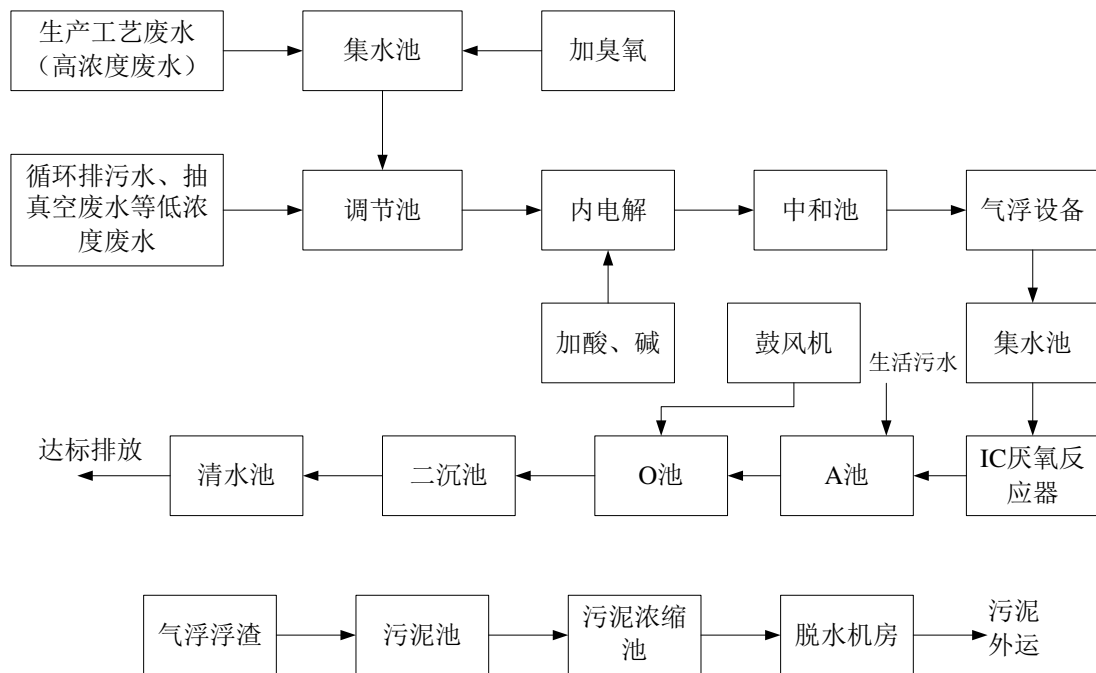 生产工艺废水
（高浓度废水）
集水池
加臭氧
循环排污水、抽
真空废水等低浓
度废水
调节池
内电解
中和池
气浮设备
加酸、碱
鼓风机
生活污水
集水池
达标排放
清水池
二沉池
O池
A池
IC厌氧反
应器
气浮浮渣
污泥池
污泥浓缩
池
脱水机房
污泥
外运